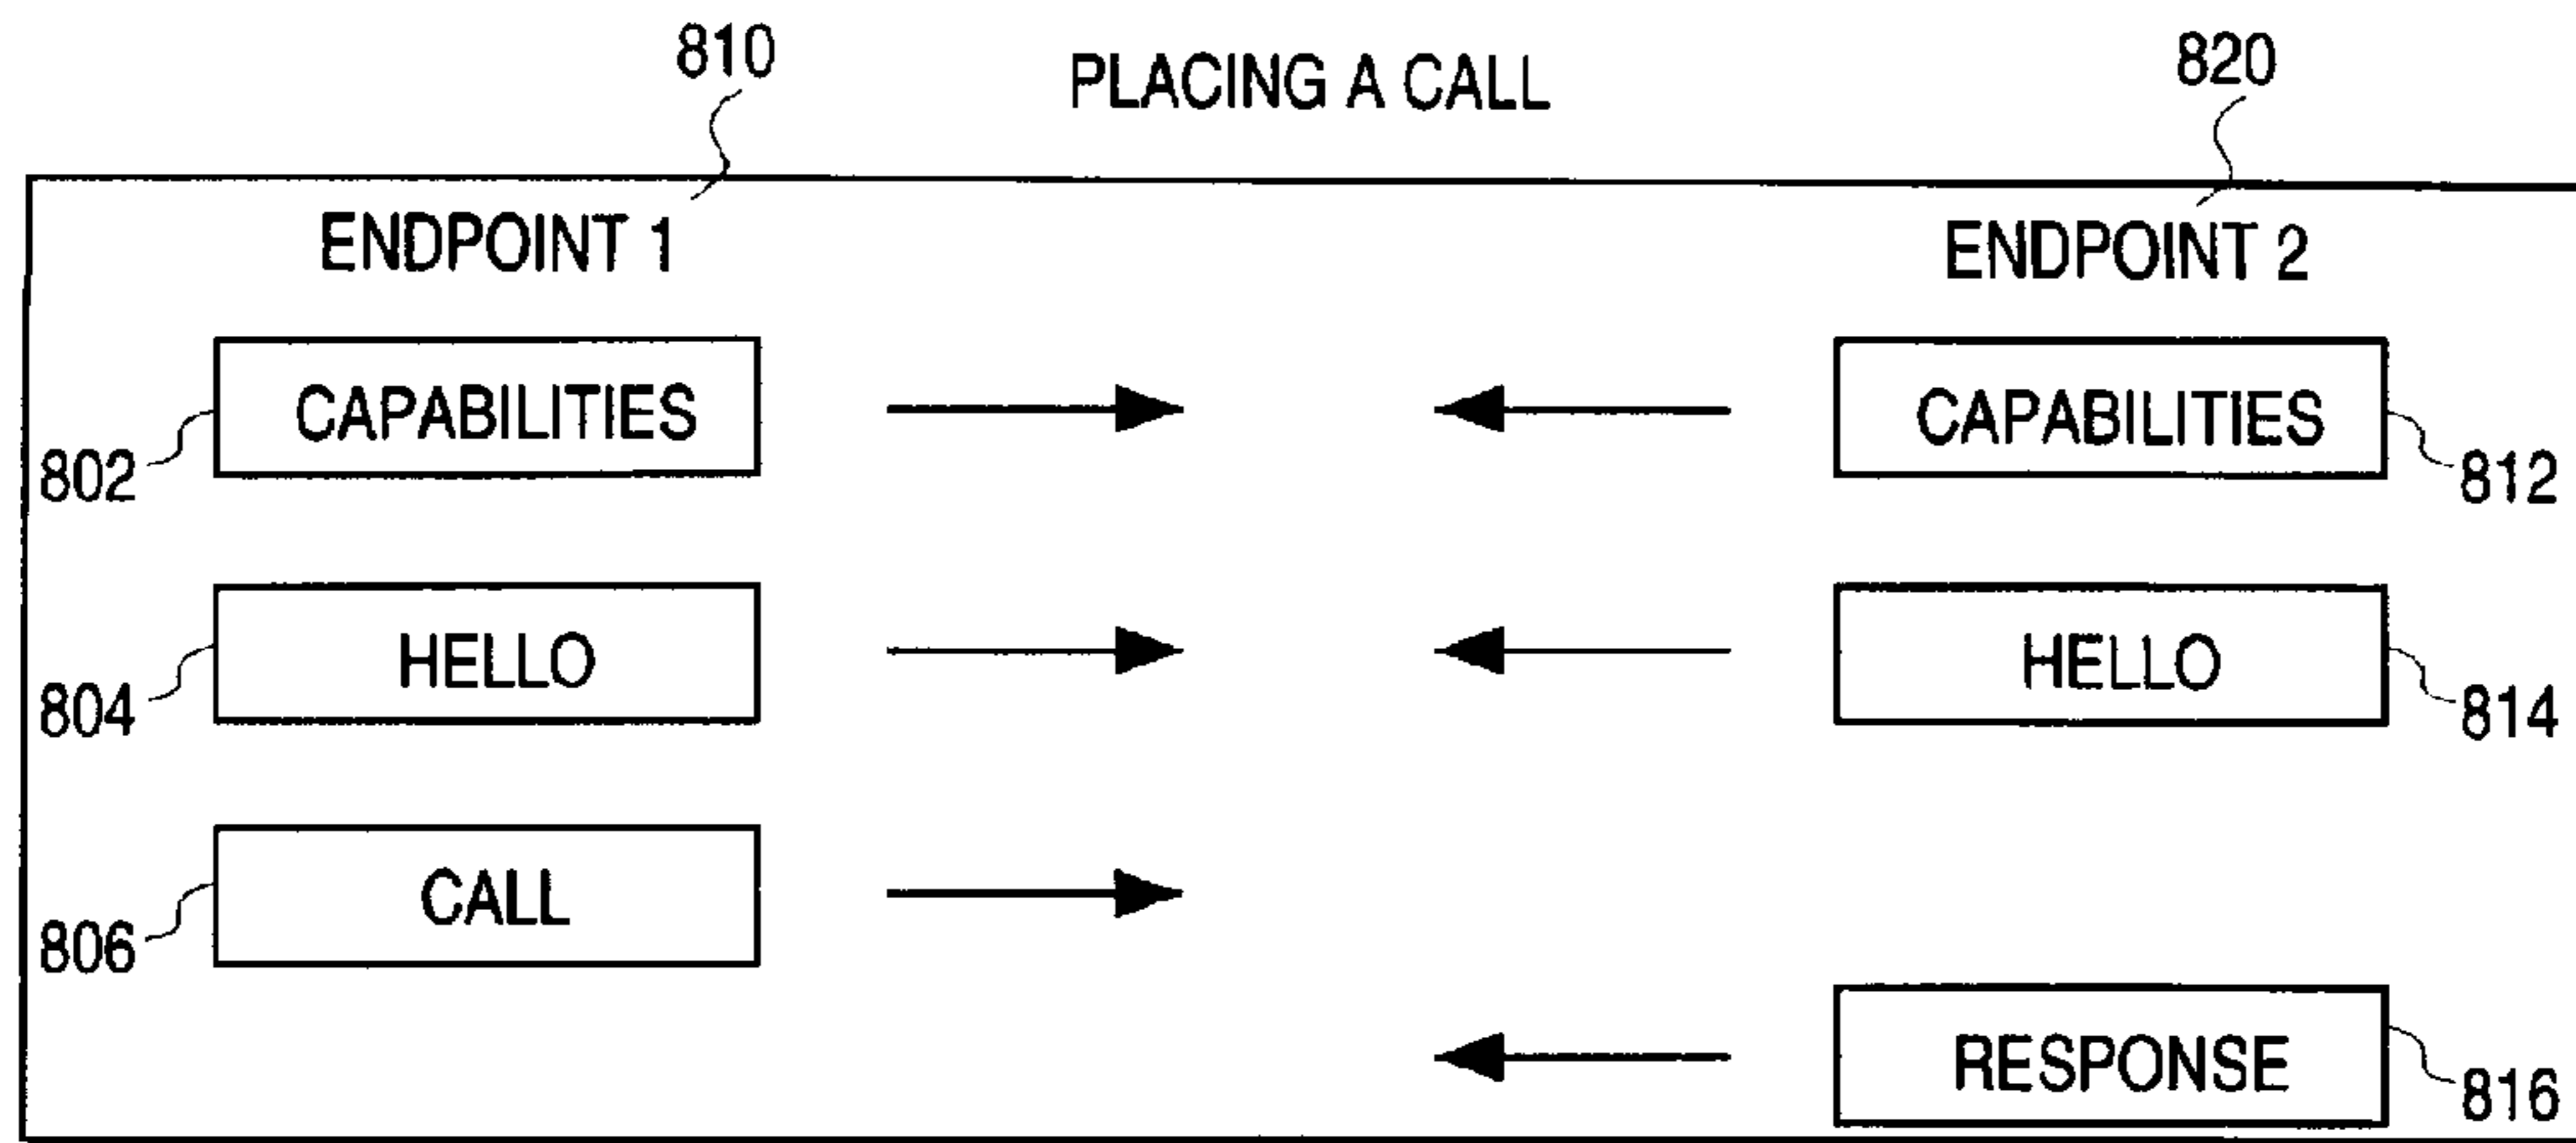 810
PLACING A CALL
820
ENDPOINT 1
ENDPOINT 2
CAPABILITIES
CAPABILITIES
802
812
HELLO
HELLO
804
814
CALL
806
RESPONSE
816